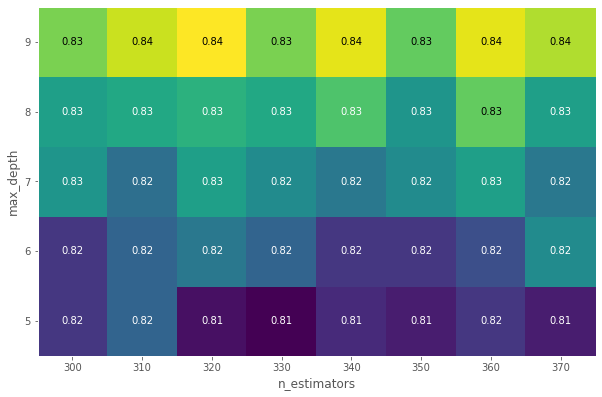 max_depth
9 0.83 0.84 0.84 0.83 0.84 0.83 0.84 0.84
8 0.83 0.83 0.83 0.83 0.83 0.83 0.83 0.83
7 0.83 0.82 0.83 0.82 0.82 0.82 0.83 0.82
6 0.82 0.82 0.82 0.82 0.82 0.82 0.82 0.82
5 0.82 0.82 0.81 0.81 0.81 0.81 0.82 0.81
300 310 320 330 340 350 360 370
n_estimators